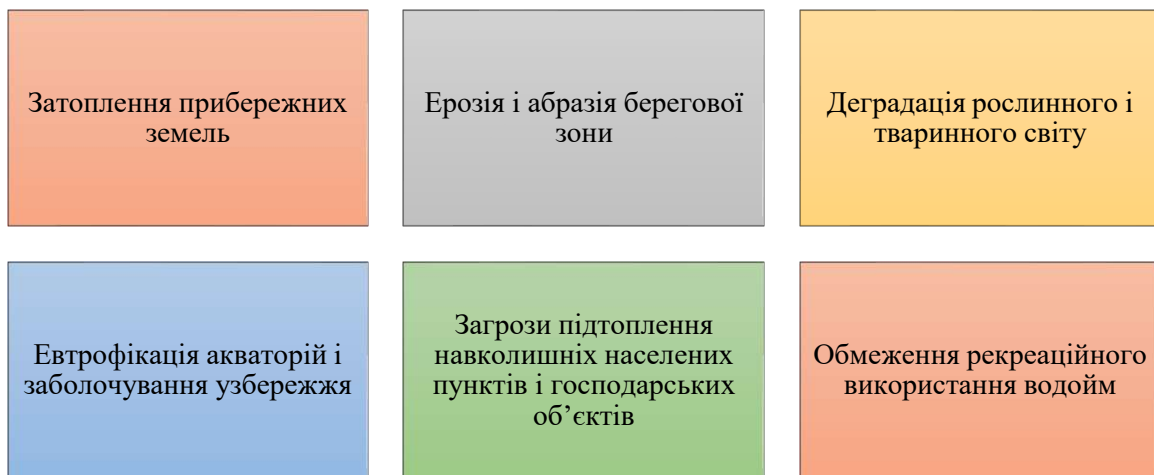 Затоплення прибережних
земель
Ерозія і абразія берегової
зони
Деградація рослинного і
тваринного світу
Евтрофікація акваторій і
заболочування узбережжя
Загрози підтоплення
навколишніх населених
пунктів і господарських
об’єктів
Обмеження рекреаційного
використання водойм